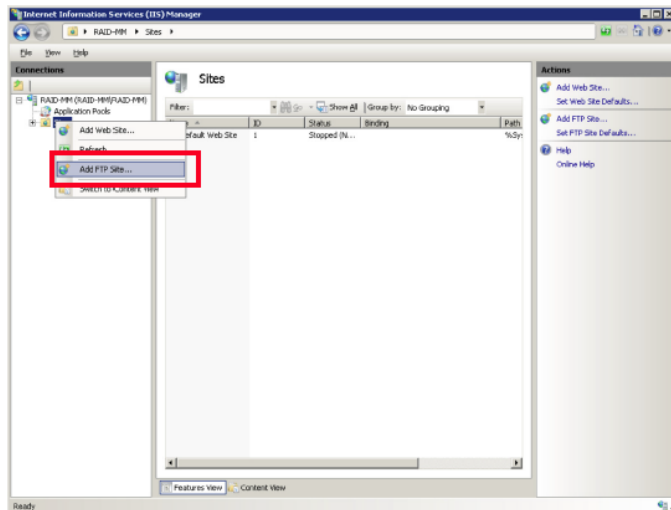 Internet Information Services (IIS) Manager
RAID-MM Sites
File View Help
Connections
RAID-MM (RAID-MM\RAID-MM)
Application Pools
Add Web Site...
Refresh
Add FTP Site...
Switch to Content View
Sites
Filter: Go Show All Group by: No Grouping
ID Status Binding Path
efault Web Site 1 Stopped (N... %Sy
Features View Content View
Actions
Add Web Site...
Set Web Site Defaults...
Add FTP Site...
Set FTP Site Defaults...
Help
Online Help
Ready